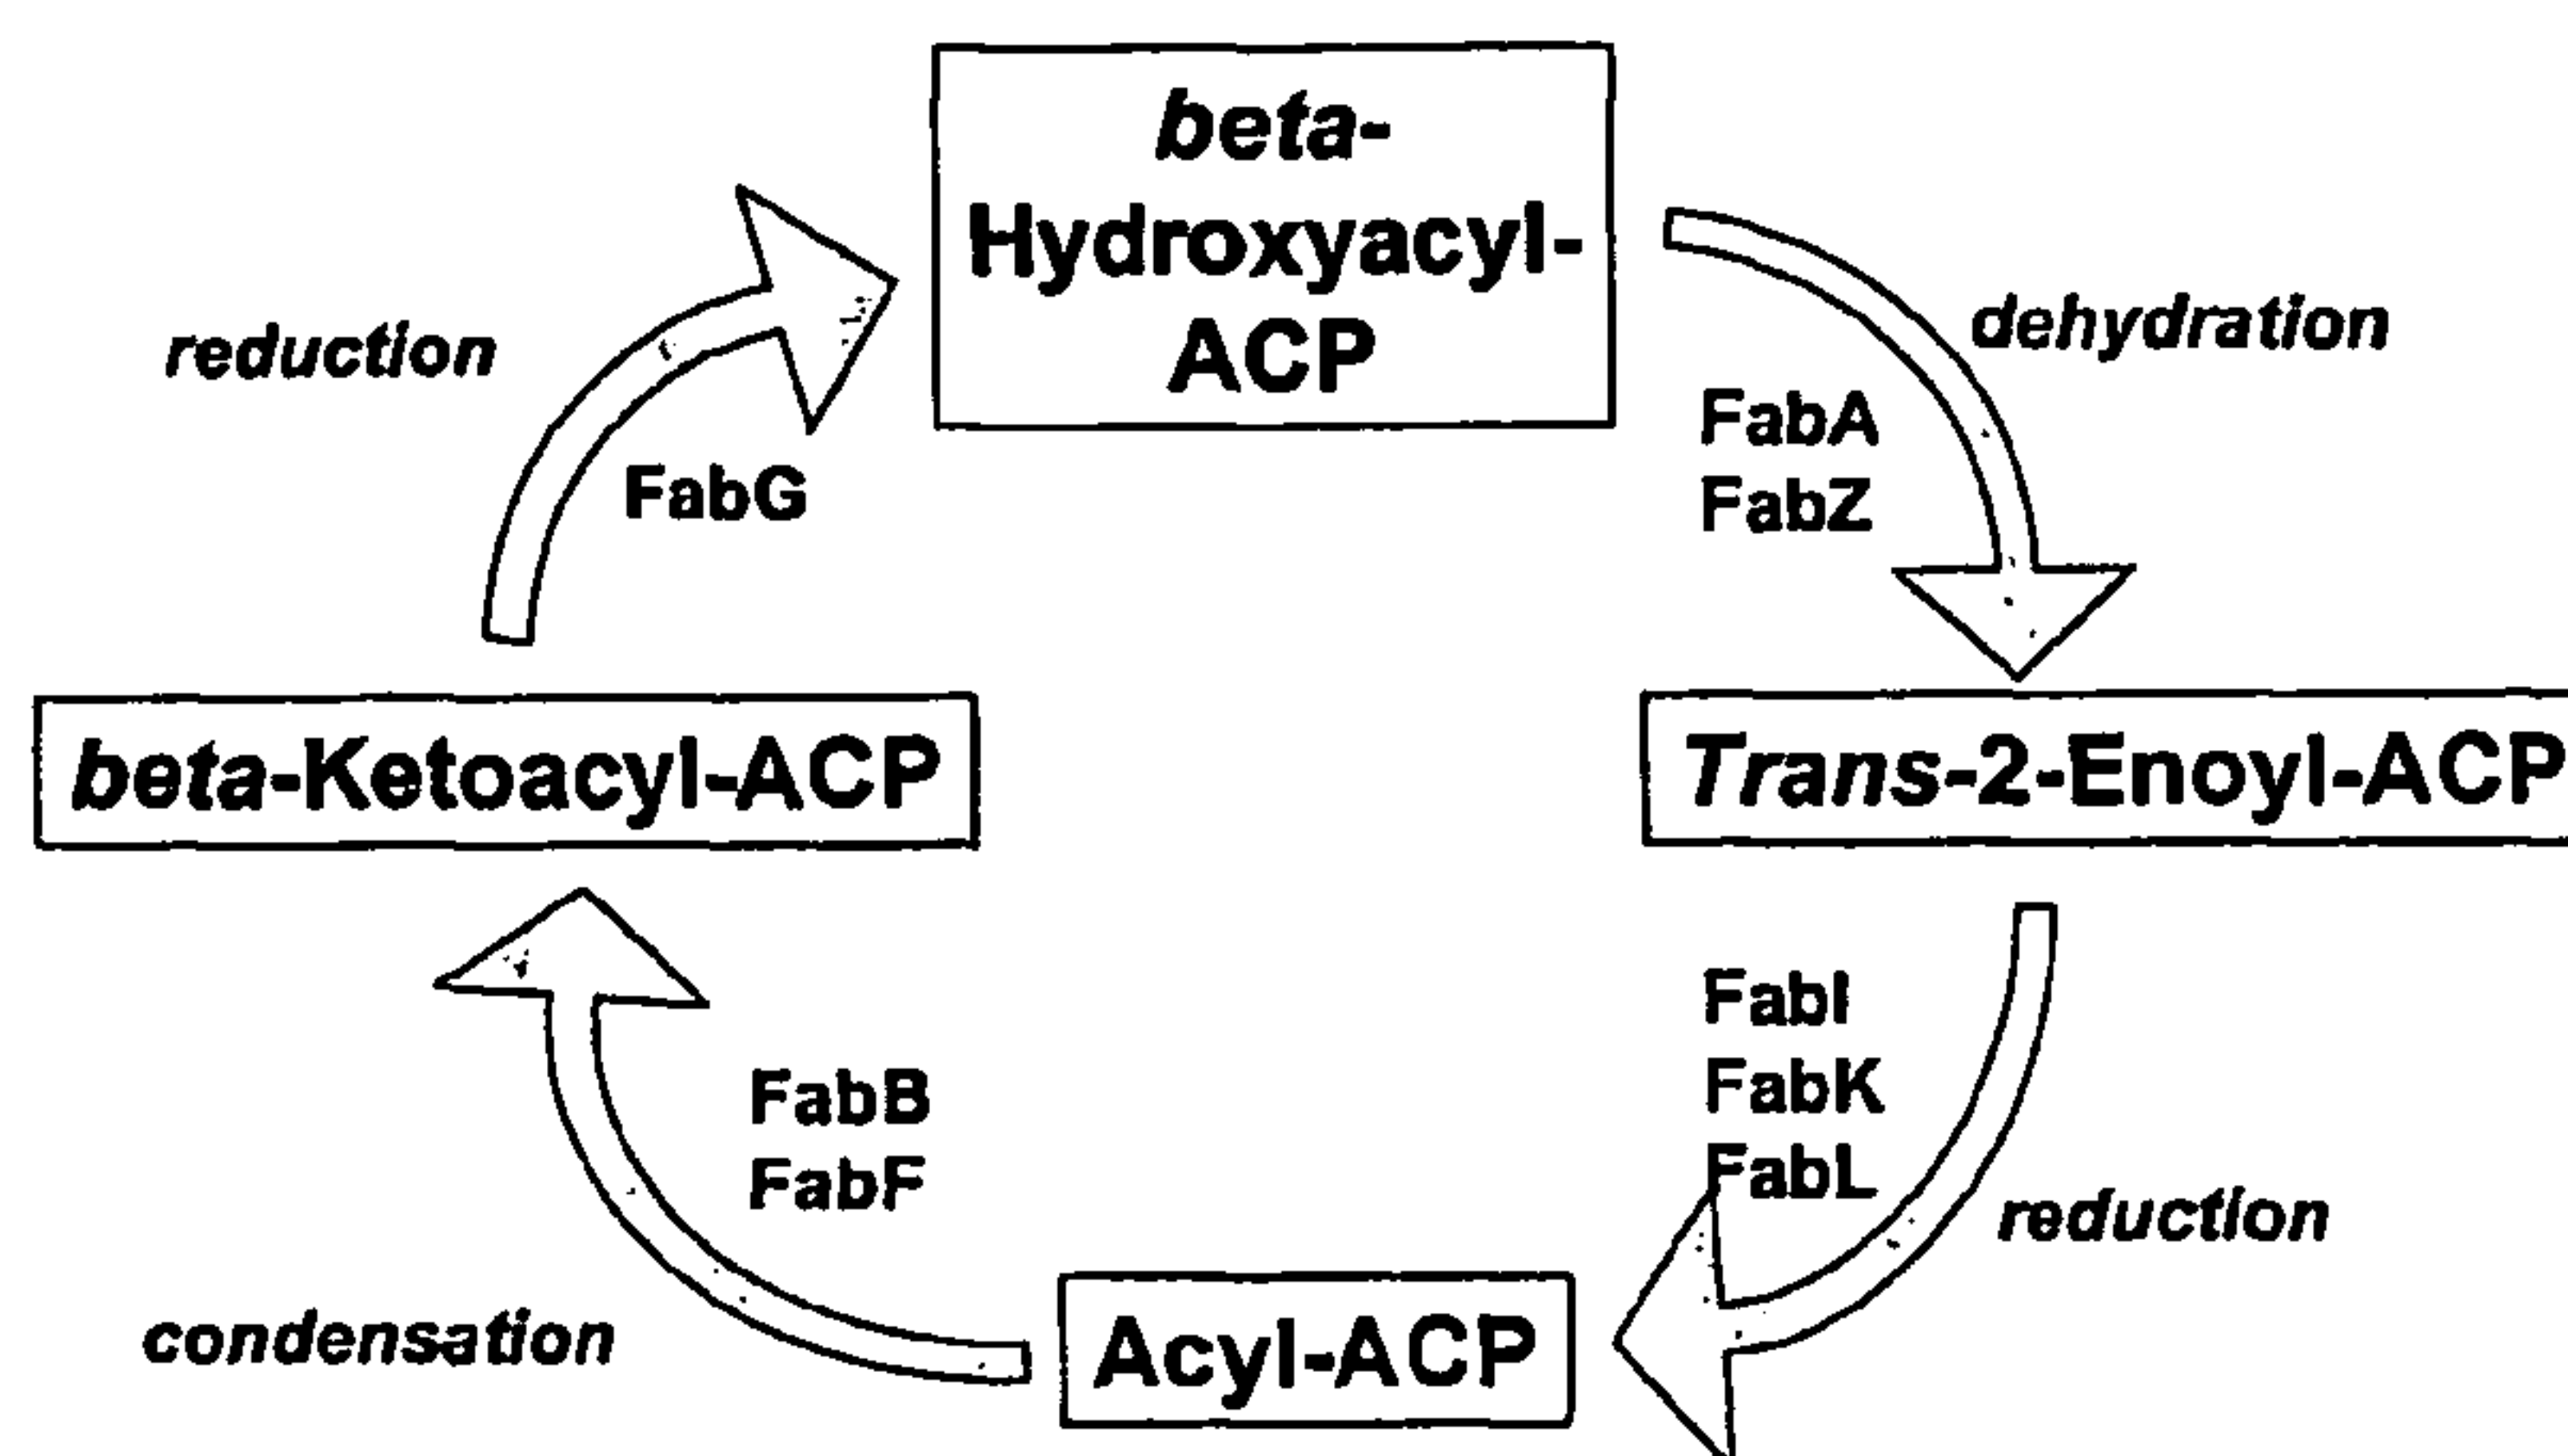 beta-
Hydroxyacyl-
ACP
reduction
dehydration
FabA
FabG
FabZ
beta-Ketoacyl-ACP
Trans-2-Enoyl-ACP
FabI
FabK
FabB
FabL
FabF
reduction
condensation
Acyl-ACP